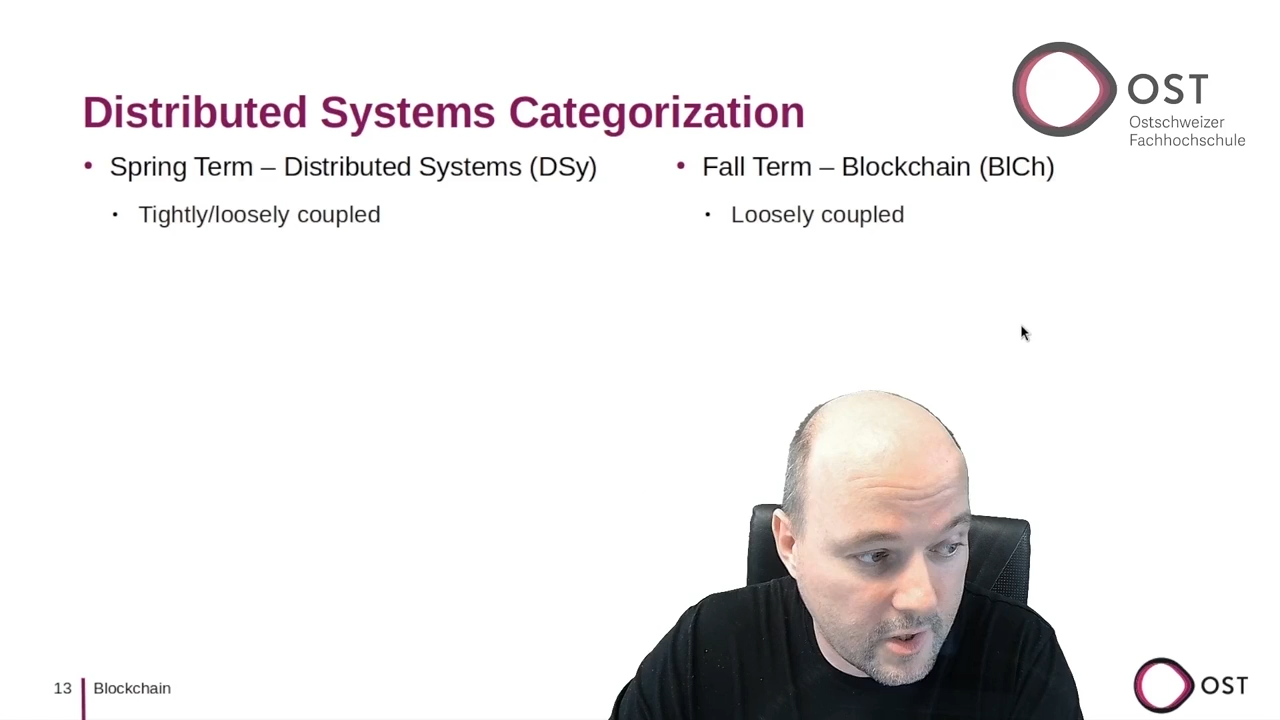 OST
Ostschweizer
Fachhochschule
Distributed Systems Categorization
• Spring Term – Distributed Systems (DSy)
• Tightly/loosely coupled
• Fall Term – Blockchain (BlCh)
• Loosely coupled
13 Blockchain
OST